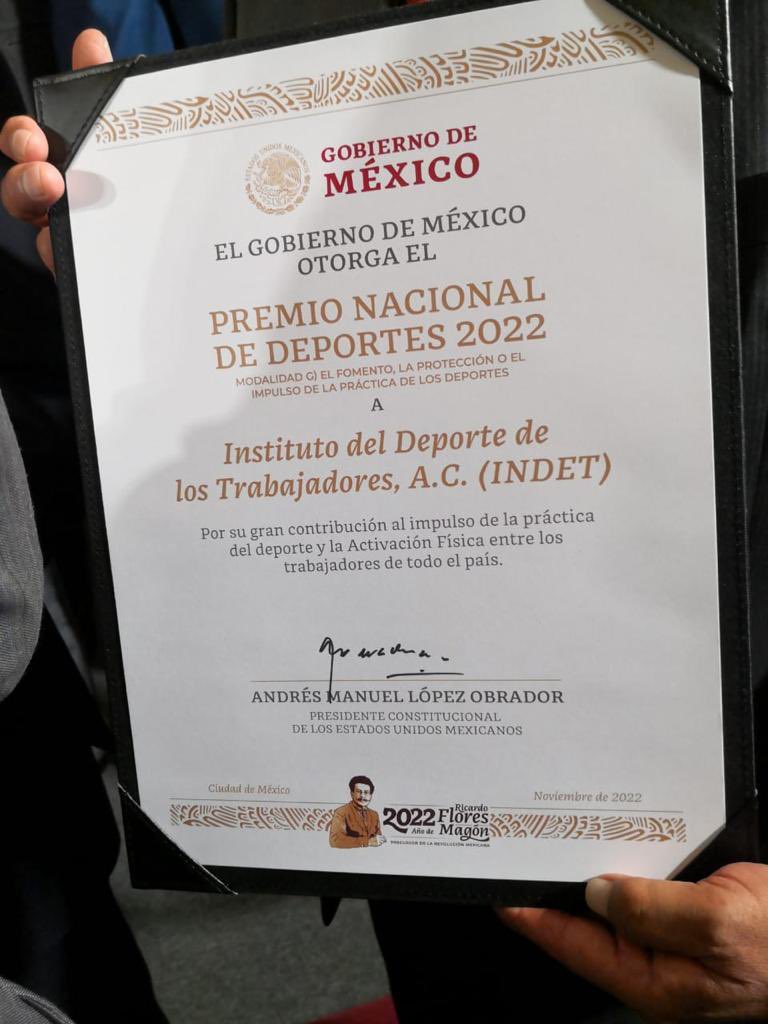 ESTADOS UNIDOS MEXICANOS
GOBIERNO DE
MÉXICO
EL GOBIERNO DE MÉXICO
OTORGA EL
PREMIO NACIONAL
DE DEPORTES 2022
MODALIDAD G) EL FOMENTO, LA PROTECCIÓN O EL
IMPULSO DE LA PRÁCTICA DE LOS DEPORTES
A
Instituto del Deporte de
los Trabajadores, A.C. (INDET)
Por su gran contribución al impulso de la práctica
del deporte y la Activación Física entre los
trabajadores de todo el país.
ANDRÉS MANUEL LÓPEZ OBRADOR
PRESIDENTE CONSTITUCIONAL
DE LOS ESTADOS UNIDOS MEXICANOS
Ciudad de México
Noviembre de 2022
2022 Ricardo
Año de Flores
Magón
PRECURSOR DE LA REVOLUCIÓN MEXICANA